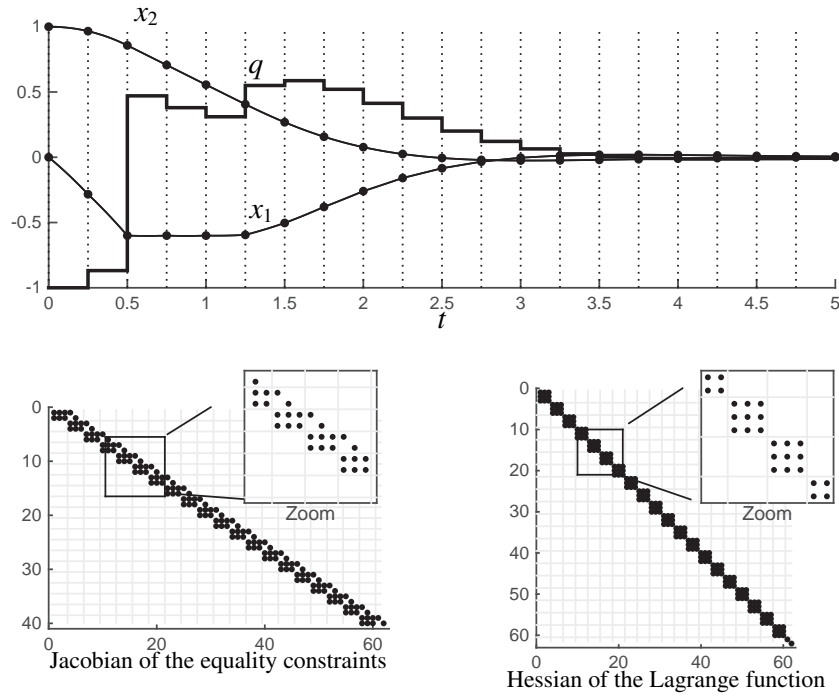 x2
1
q
0.5
0
x1
-0.5
-1
0 0.5 1 1.5 2 2.5 3 3.5 4 4.5 5
t
0
10
20
30
40
0 20 40 60
Zoom
Jacobian of the equality constraints
0
10
20
30
40
50
60
0 20 40 60
Zoom
Hessian of the Lagrange function